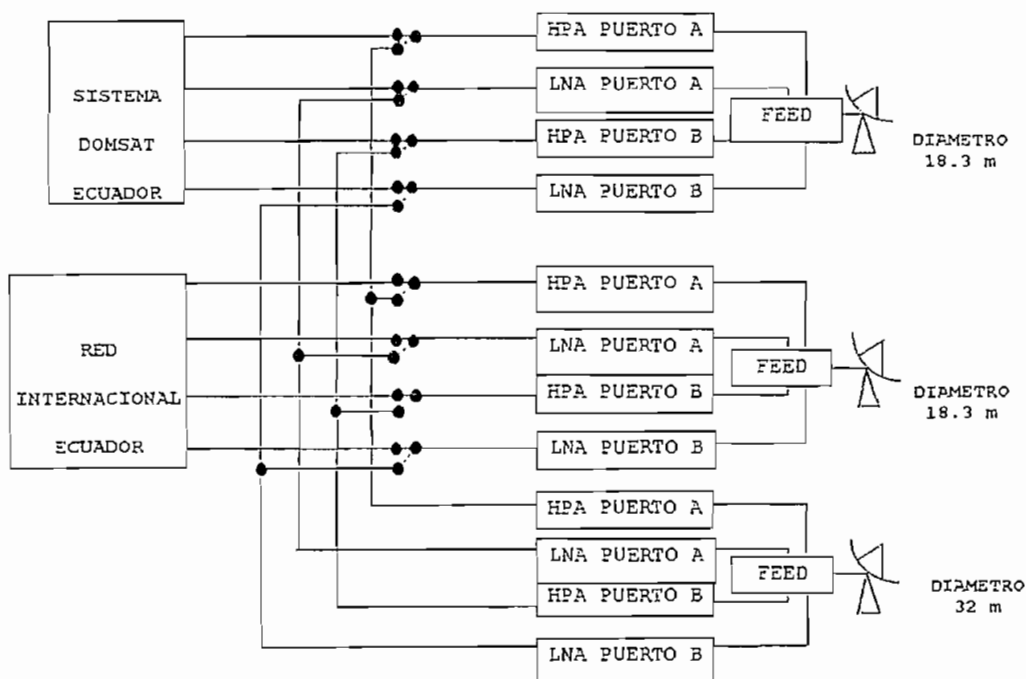 SISTEMA
DOMSAT
ECUADOR
HPA PUERTO A
LNA PUERTO A
HPA PUERTO B
LNA PUERTO B
FEED
DIAMETRO
18.3 m
RED
INTERNACIONAL
ECUADOR
HPA PUERTO A
LNA PUERTO A
HPA PUERTO B
LNA PUERTO B
FEED
DIAMETRO
18.3 m
HPA PUERTO A
LNA PUERTO A
HPA PUERTO B
LNA PUERTO B
FEED
DIAMETRO
32 m